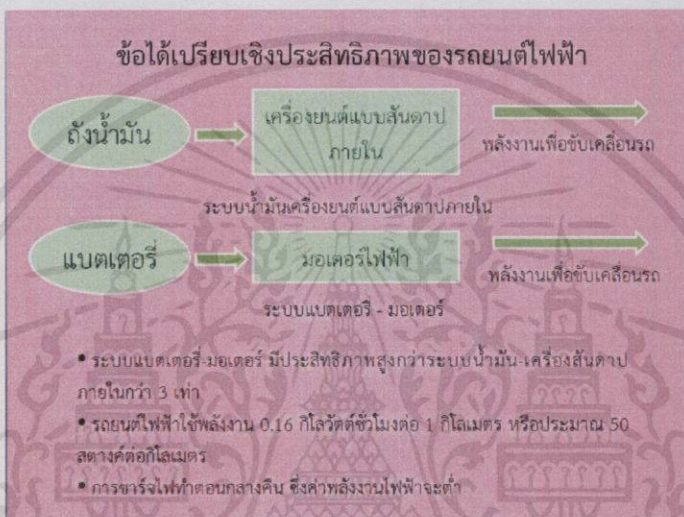 ข้อได้เปรียบเชิงประสิทธิภาพของรถยนต์ไฟฟ้า
ถังน้ำมัน
เครื่องยนต์แบบสันดาป
ภายใน
พลังงานเพื่อขับเคลื่อนรถ
ระบบน้ำมันเครื่องยนต์แบบสันดาปภายใน
แบตเตอรี่
มอเตอร์ไฟฟ้า
พลังงานเพื่อขับเคลื่อนรถ
ระบบแบตเตอรี่ - มอเตอร์
• ระบบแบตเตอรี่-มอเตอร์ มีประสิทธิภาพสูงกว่าระบบน้ำมัน-เครื่องสันดาป
ภายในกว่า 3 เท่า
• รถยนต์ไฟฟ้าใช้พลังงาน 0.16 กิโลวัตต์ชั่วโมงต่อ 1 กิโลเมตร หรือประมาณ 50
สตางค์ต่อกิโลเมตร
• การชาร์จไฟทำตอนกลางคืน ซึ่งค่าพลังงานไฟฟ้าจะต่ำ